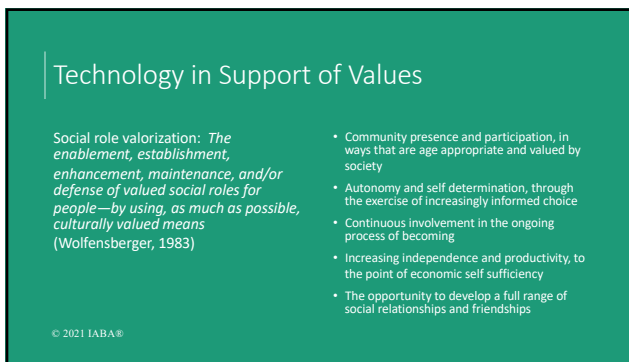 Technology in Support of Values
Social role valorization: The
enablement, establishment,
enhancement, maintenance, and/or
defense of valued social roles for
people—by using, as much as possible,
culturally valued means
(Wolfensberger, 1983)
• Community presence and participation, in
ways that are age appropriate and valued by
society
• Autonomy and self determination, through
the exercise of increasingly informed choice
• Continuous involvement in the ongoing
process of becoming
• Increasing independence and productivity, to
the point of economic self sufficiency
• The opportunity to develop a full range of
social relationships and friendships
© 2021 IABA®